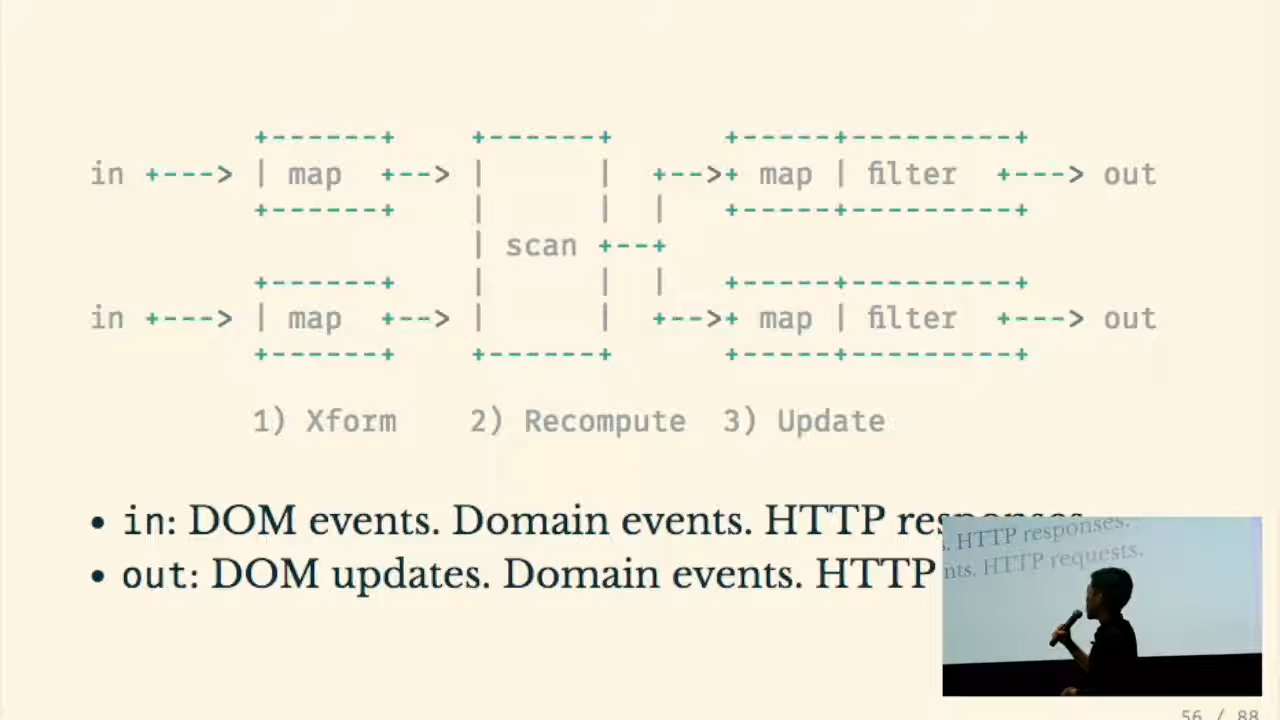 +------+ +------+ +-----+---------+
in +---> | map +--> | | +-->+ map | filter +---> out
+------+ | | | +-----+---------+
| scan +---+
+------+ | | | +-----+---------+
in +---> | map +--> | | +-->+ map | filter +---> out
+------+ +------+ +-----+---------+
1) Xform 2) Recompute 3) Update
• in: DOM events. Domain events. HTTP responses.
• out: DOM updates. Domain events. HTTP
. HTTP responses.
nts. HTTP requests.
56 / 88